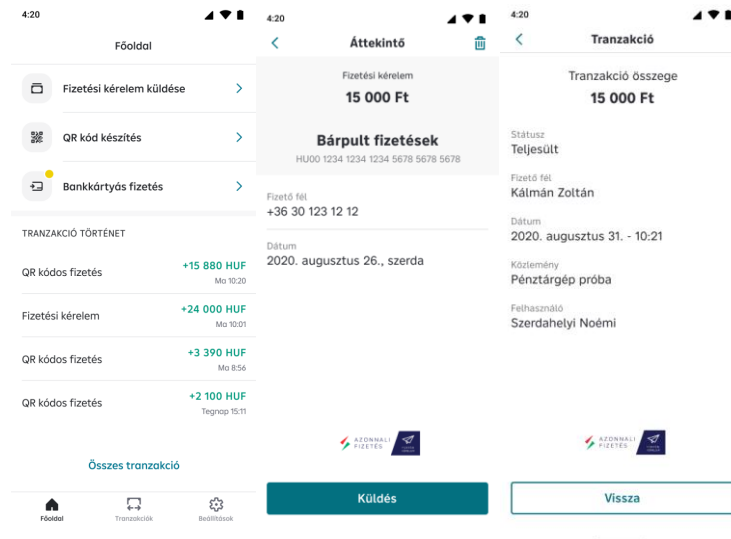 4:20
Főoldal
Fizetési kérelem küldése
QR kód készítés
Bankkártyás fizetés
TRANZAKCIÓ TÖRTÉNET
QR kódos fizetés
+15 880 HUF
Ma 10:20
Fizetési kérelem
+24 000 HUF
Ma 10:01
QR kódos fizetés
+3 390 HUF
Ma 8:56
QR kódos fizetés
+2 100 HUF
Tegnap 15:11
Összes tranzakció
Főoldal
Tranzakciók
Beállítások
4:20
Áttekintő
Fizetési kérelem
15 000 Ft
Bárpult fizetések
HU00 1234 1234 1234 5678 5678 5678
Fizető fél
+36 30 123 12 12
Dátum
2020. augusztus 26., szerda
AZONNALI
FIZETÉS
Küldés
4:20
Tranzakció
Tranzakció összege
15 000 Ft
Státusz
Teljesült
Fizető fél
Kálmán Zoltán
Dátum
2020. augusztus 31. - 10:21
Közlemény
Pénztárgép próba
Felhasználó
Szerdahelyi Noémi
AZONNALI
FIZETÉS
Vissza